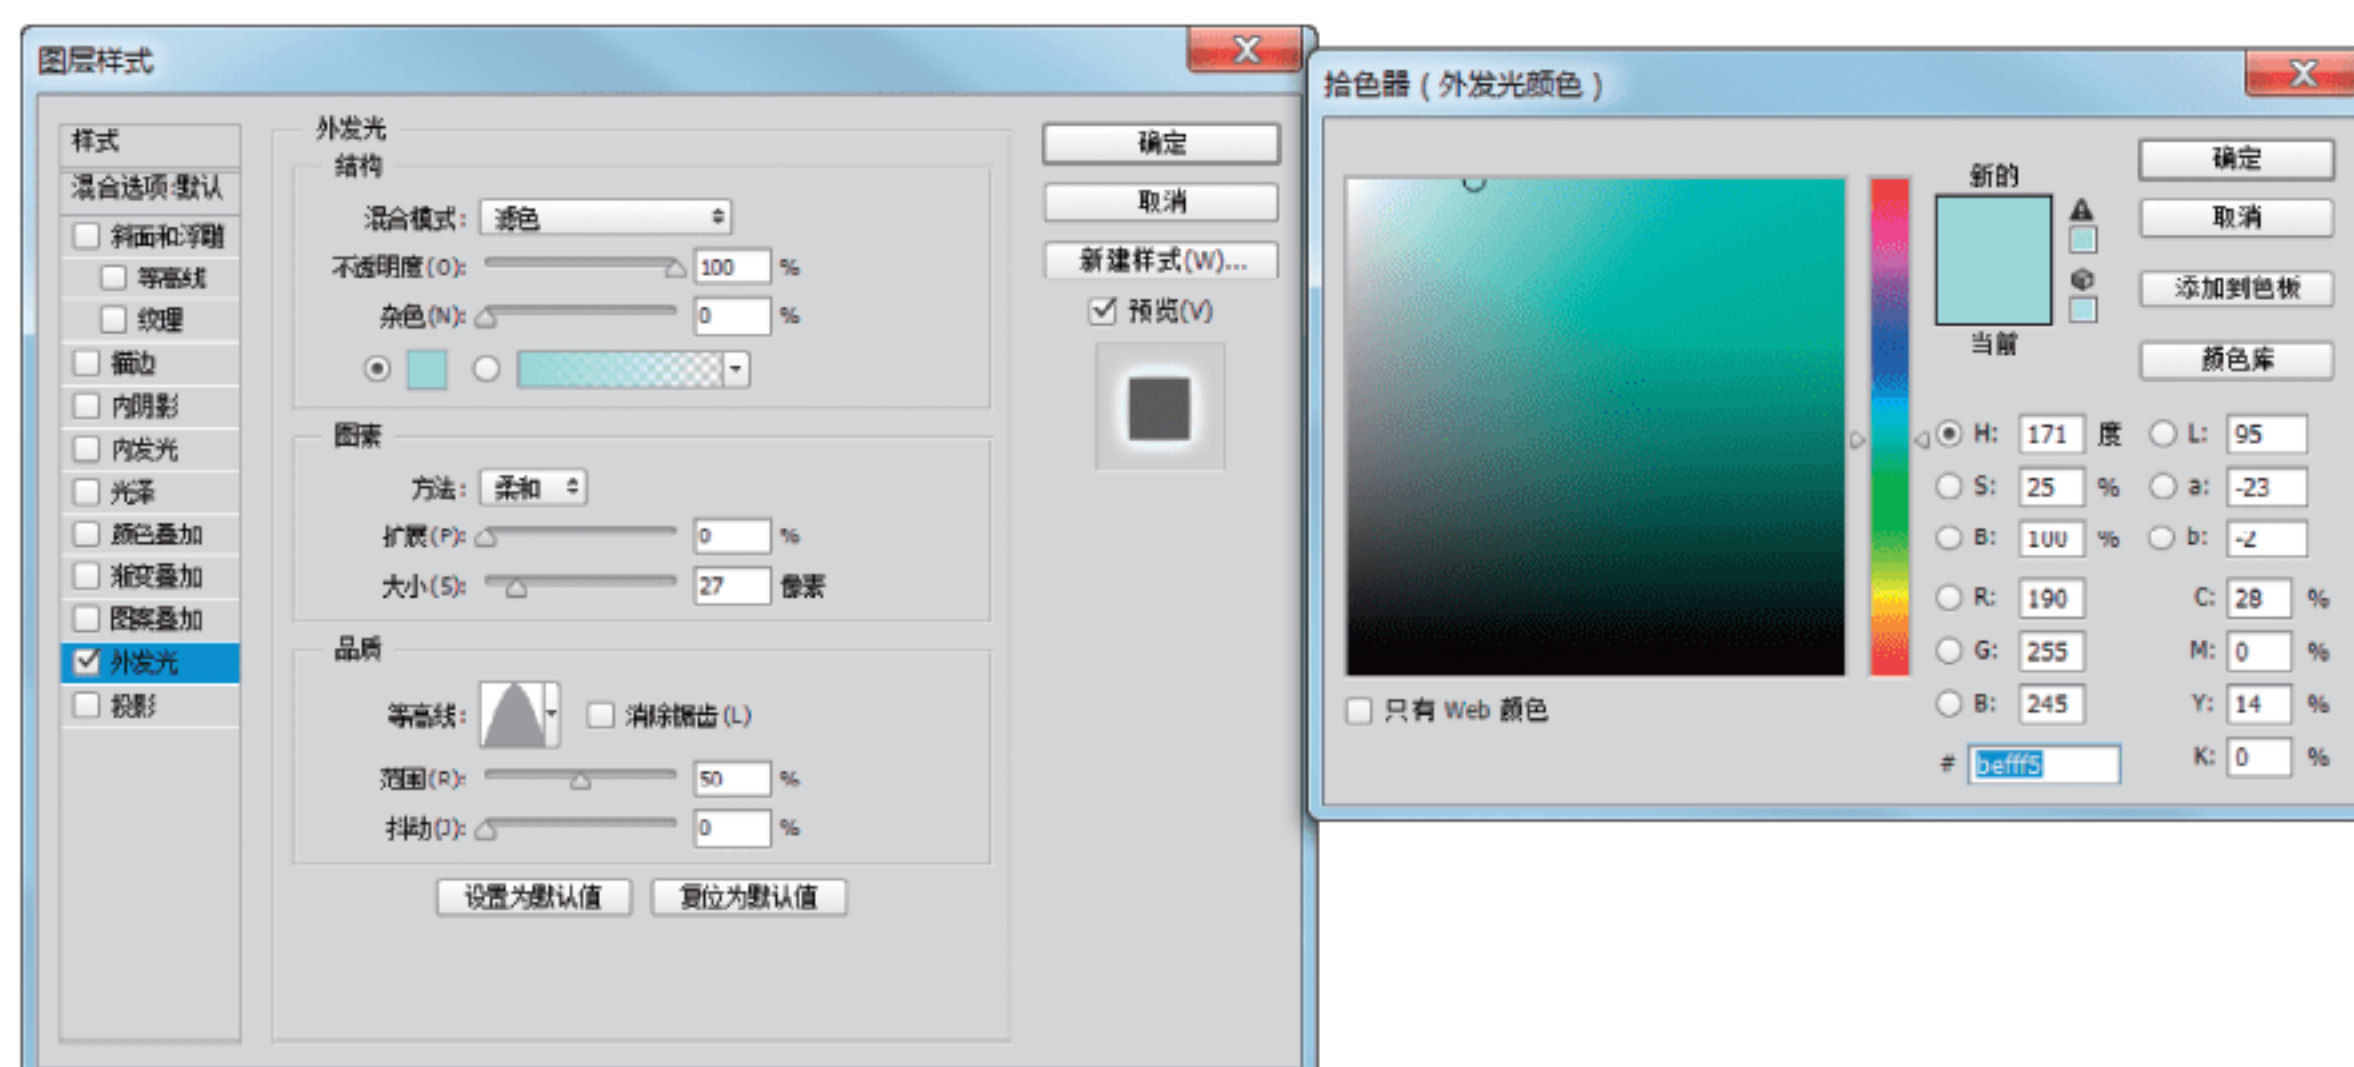 图层样式
样式
混合选项:默认
斜面和浮雕
等高线
纹理
描边
内阴影
内发光
光泽
颜色叠加
渐变叠加
图案叠加
外发光
投影
外发光
结构
混合模式: 滤色
不透明度(O): 100 %
杂色(N): 0 %
图素
方法: 柔和
扩展(P): 0 %
大小(S): 27 像素
品质
等高线: 消除锯齿(L)
范围(R): 50 %
抖动(J): 0 %
设置为默认值 复位为默认值
确定
取消
新建样式(W)...
预览(V)
拾色器(外发光颜色)
新的
当前
确定
取消
添加到色板
颜色库
H: 171 度 L: 95
S: 25 % a: -23
B: 100 % b: -2
R: 190 C: 28 %
G: 255 M: 0 %
B: 245 Y: 14 %
# befff5 K: 0 %
只有 Web 颜色